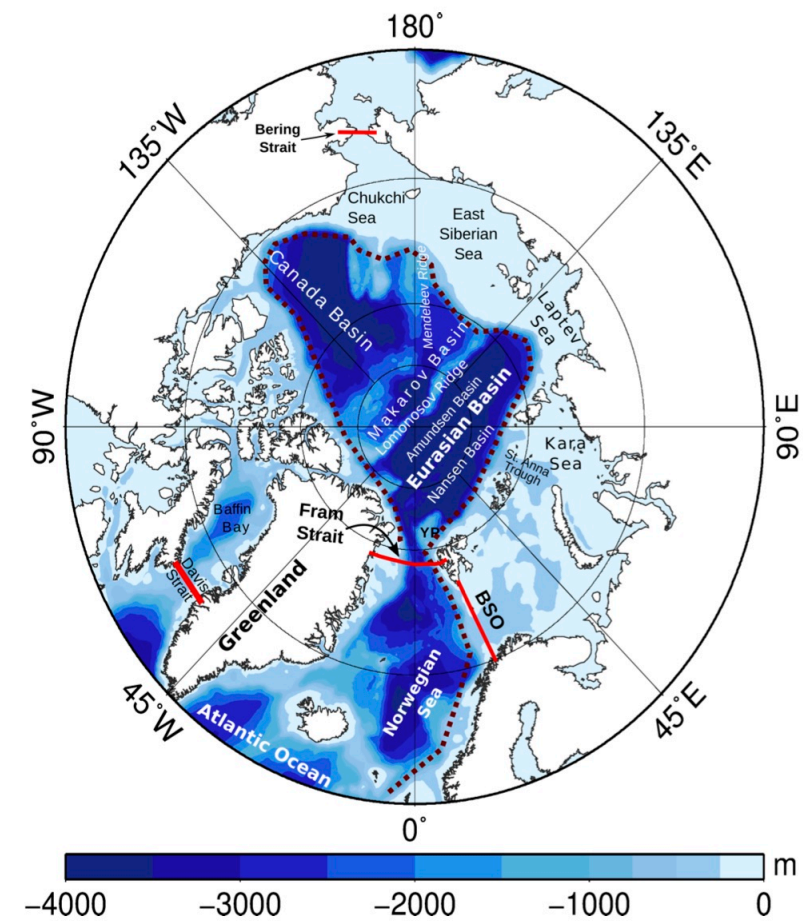 180°
135°W
135°E
Bering
Strait
Chukchi
Sea
East
Siberian
Sea
Canada Basin
Mendeleev Ridge
Laptev
Sea
Makarov Basin
Lomonosov Ridge
Amundsen Basin
Eurasian Basin
Nansen Basin
90°W
90°E
Kara
Sea
St. Anna
Trough
Baffin
Bay
Fram
Strait
YP
Davis
Strait
Greenland
BSO
Norwegian
Sea
45°W
45°E
Atlantic Ocean
0°
m
−4000
−3000
−2000
−1000
0